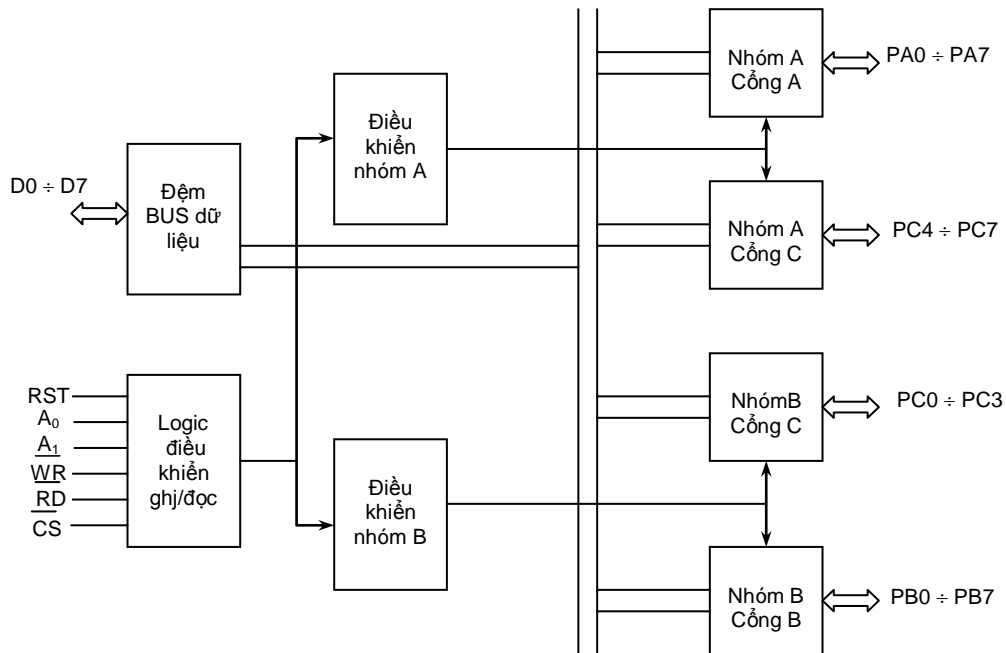 Nhóm A
Cổng A
PA0 ÷ PA7
Điều
khiển
nhóm A
D0 ÷ D7
Đệm
BUS dữ
liệu
Nhóm A
Cổng C
PC4 ÷ PC7
RST
A0
A1
WR
RD
CS
Logic
điều
khiển
ghj/đọc
NhómB
Cổng C
PC0 ÷ PC3
Điều
khiển
nhóm B
Nhóm B
Cổng B
PB0 ÷ PB7